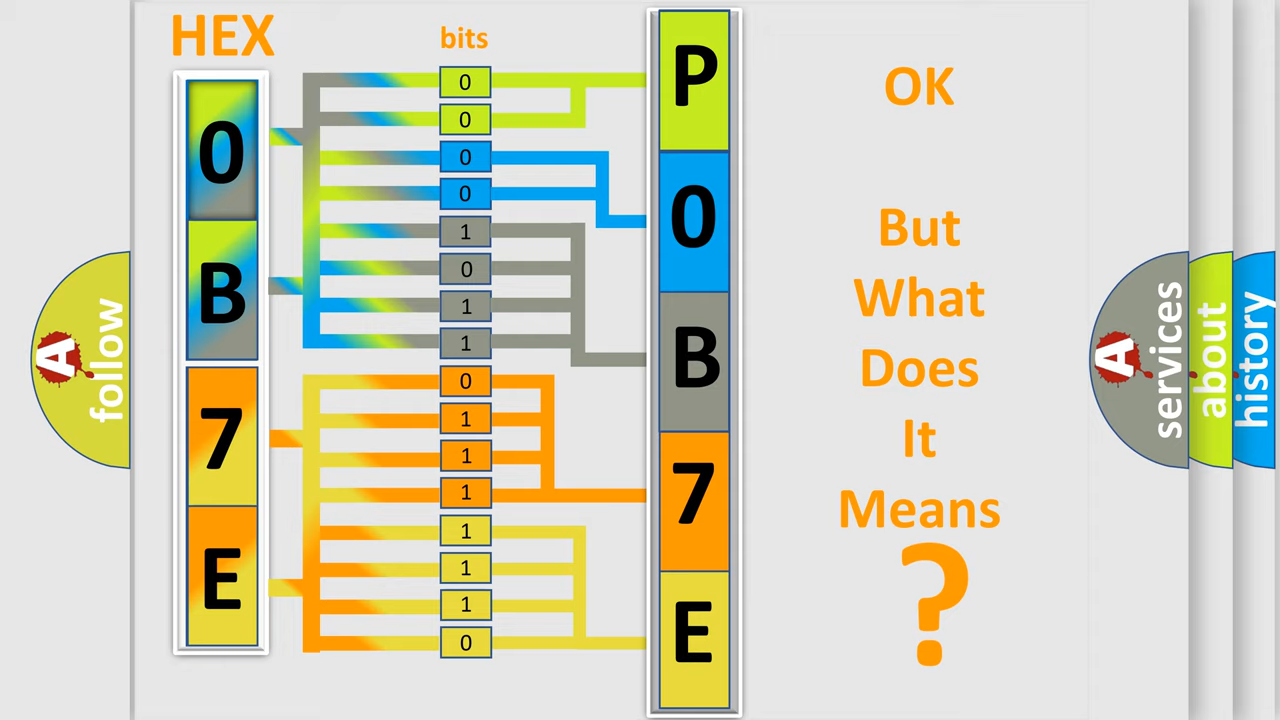 HEX
bits
0
B
7
E
0
0
0
0
1
0
1
1
0
1
1
1
1
1
1
0
P
0
B
7
E
OK
But
What
Does
It
Means
?
A
follow
A
services
about
history